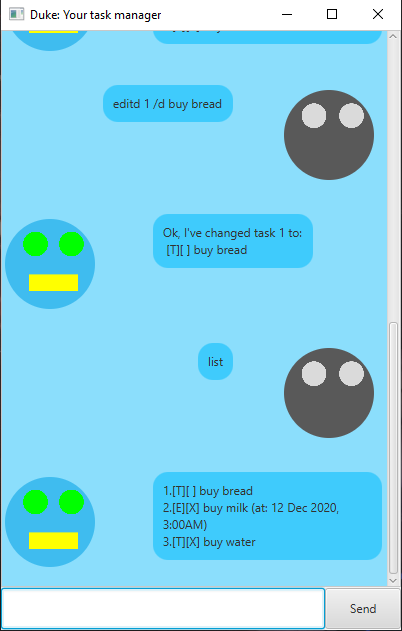 Duke: Your task manager
editd 1 /d buy bread
Ok, I've changed task 1 to:
[T][ ] buy bread
list
1.[T][ ] buy bread
2.[E][X] buy milk (at: 12 Dec 2020,
3:00AM)
3.[T][X] buy water
Send